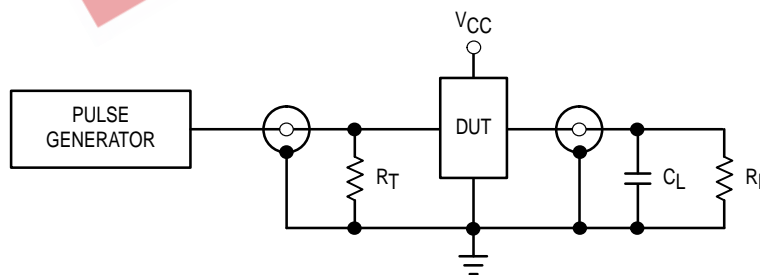 VCC
PULSE
GENERATOR
DUT
RT
CL
R